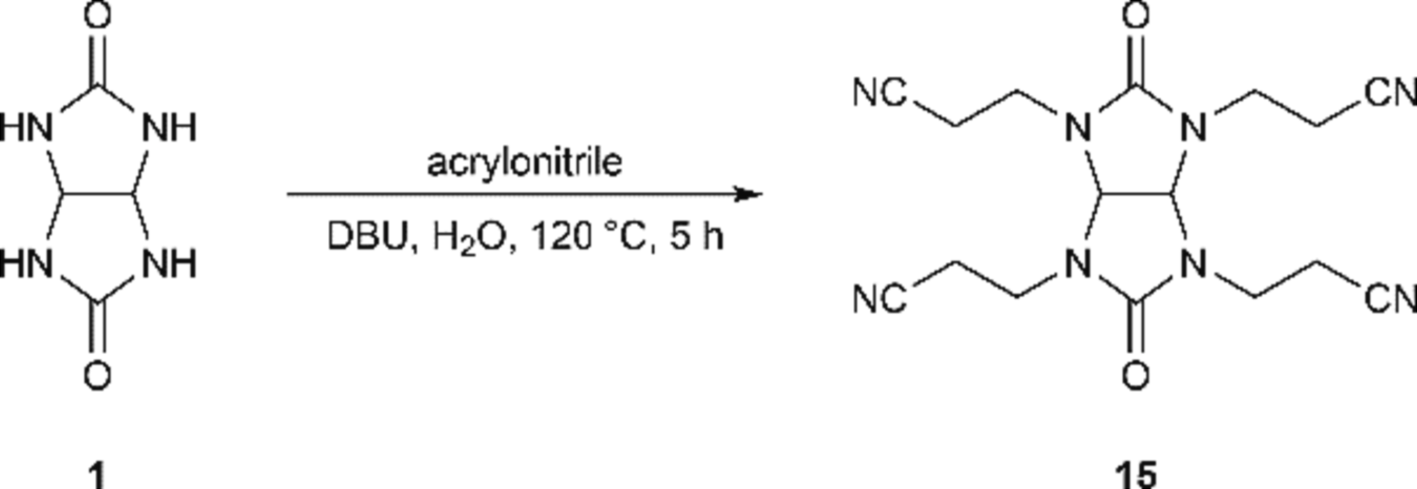 O
HN
NH
HN
NH
O
1
acrylonitrile
DBU, H₂O, 120 °C, 5 h
O
NC
N
N
CN
NC
N
N
CN
O
15